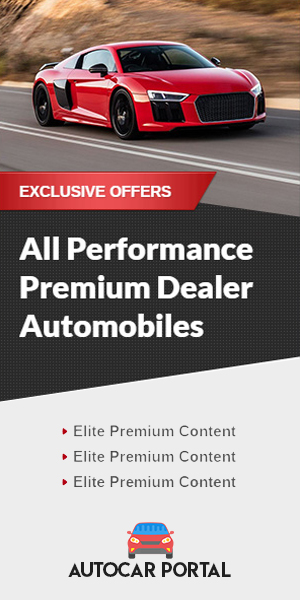 EXCLUSIVE OFFERS
All Performance
Premium Dealer
Automobiles
Elite Premium Content
Elite Premium Content
Elite Premium Content
AUTOCAR PORTAL